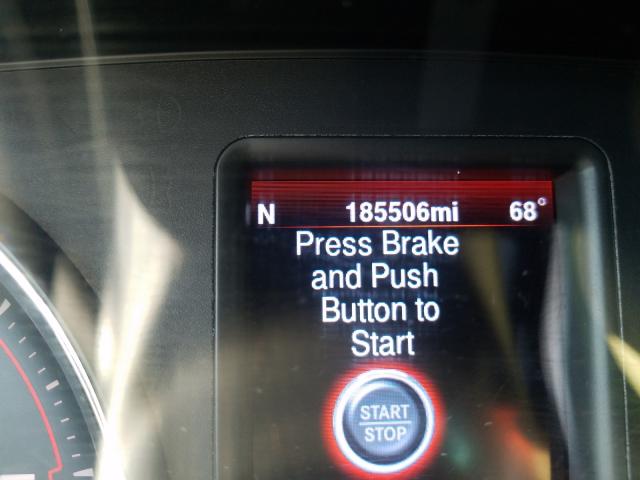 N 185506mi 68°
Press Brake
and Push
Button to
Start
START
STOP